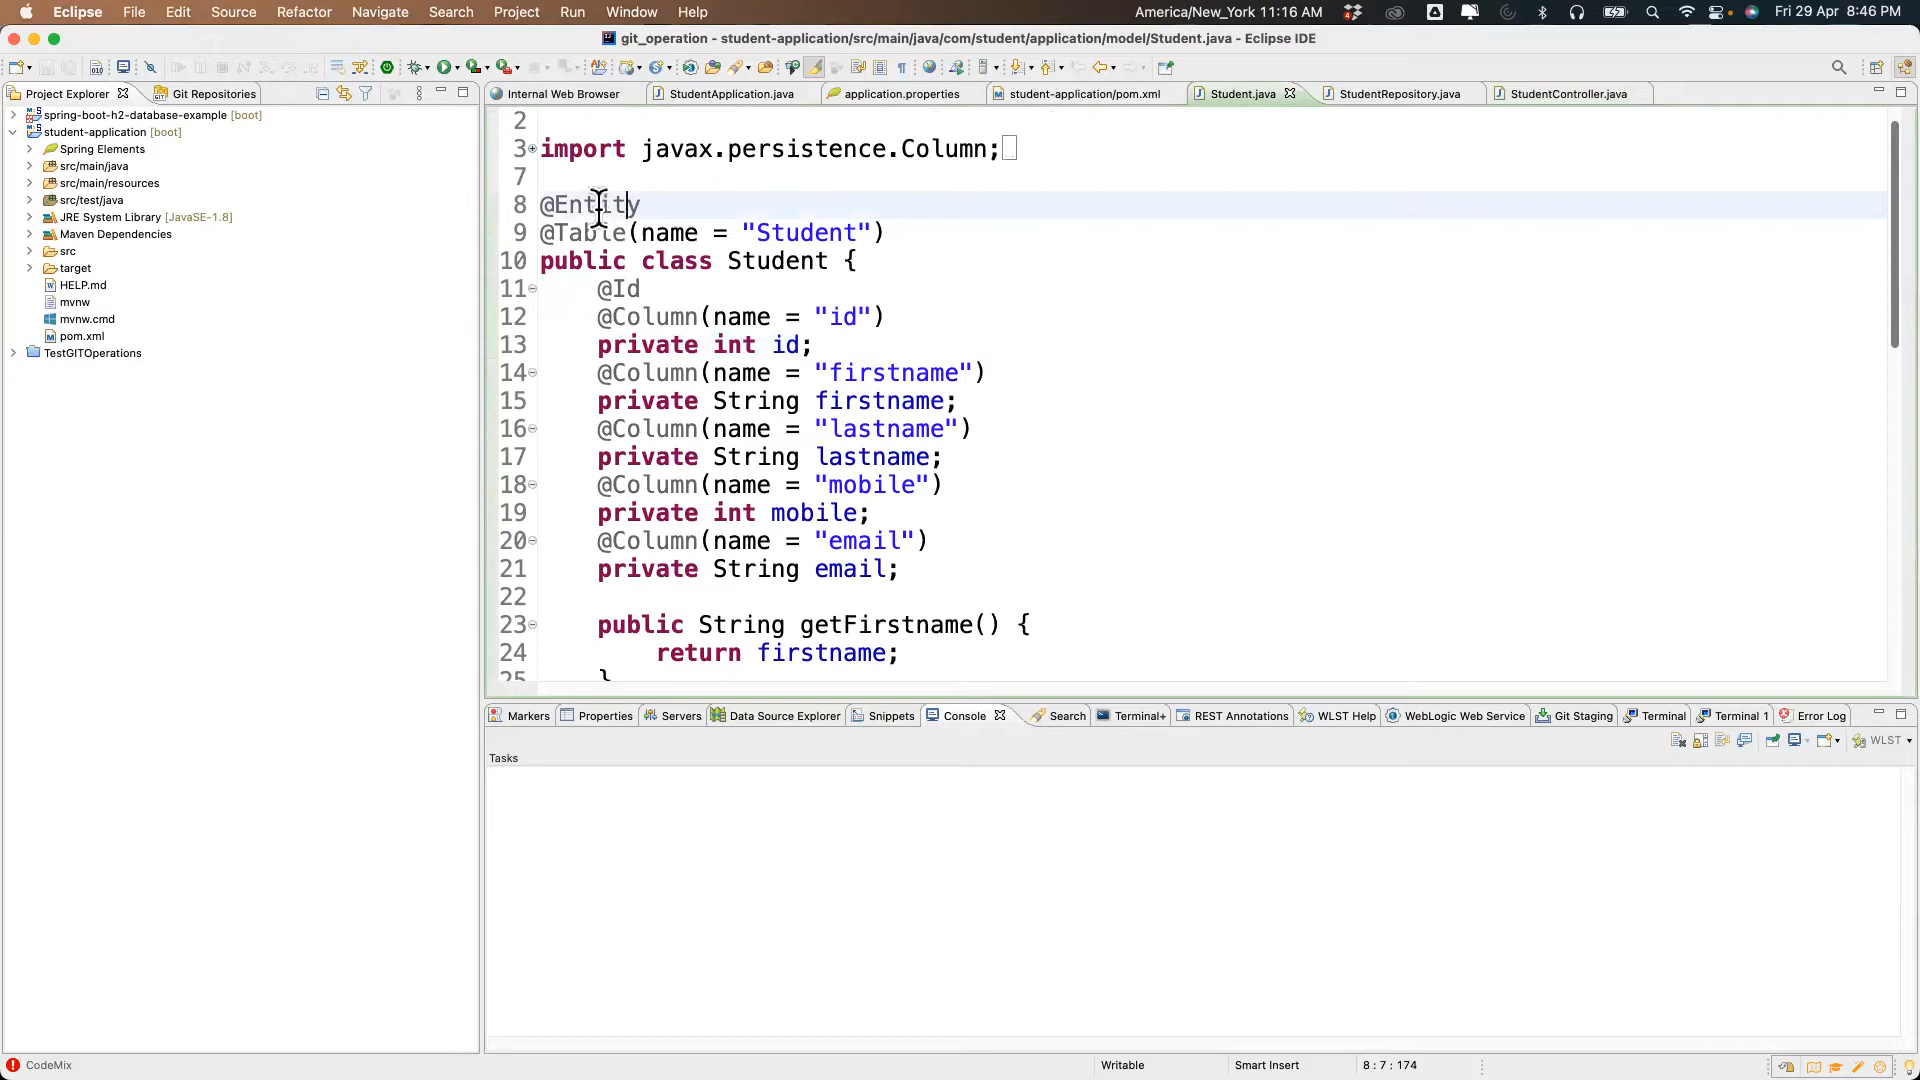 Eclipse File Edit Source Refactor Navigate Search Project Run Window Help America/New_York 11:16 AM Fri 29 Apr 8:46 PM
git_operation - student-application/src/main/java/com/student/application/model/Student.java - Eclipse IDE
Project Explorer Git Repositories
Internal Web Browser StudentApplication.java application.properties student-application/pom.xml Student.java StudentRepository.java StudentController.java
spring-boot-h2-database-example [boot]
student-application [boot]
Spring Elements
src/main/java
src/main/resources
src/test/java
JRE System Library [JavaSE-1.8]
Maven Dependencies
src
target
HELP.md
mvnw
mvnw.cmd
pom.xml
TestGITOperations
2
3 import javax.persistence.Column;
7
8 @Entity
9 @Table(name = "Student")
10 public class Student {
11 @Id
12 @Column(name = "id")
13 private int id;
14 @Column(name = "firstname")
15 private String firstname;
16 @Column(name = "lastname")
17 private String lastname;
18 @Column(name = "mobile")
19 private int mobile;
20 @Column(name = "email")
21 private String email;
22
23 public String getFirstname() {
24 return firstname;
25 }
Markers Properties Servers Data Source Explorer Snippets Console Search Terminal+ REST Annotations WLST Help WebLogic Web Service Git Staging Terminal Terminal 1 Error Log
WLST
Tasks
CodeMix Writable Smart Insert 8 : 7 : 174